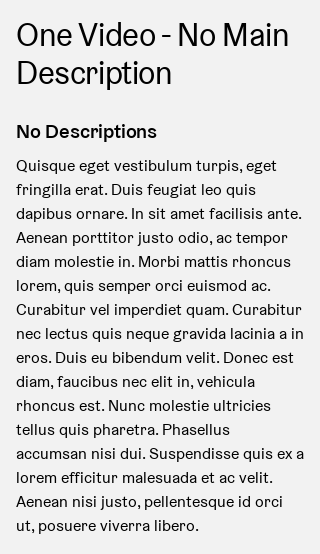 One Video - No Main
Description
No Descriptions
Quisque eget vestibulum turpis, eget
fringilla erat. Duis feugiat leo quis
dapibus ornare. In sit amet facilisis ante.
Aenean porttitor justo odio, ac tempor
diam molestie in. Morbi mattis rhoncus
lorem, quis semper orci euismod ac.
Curabitur vel imperdiet quam. Curabitur
nec lectus quis neque gravida lacinia a in
eros. Duis eu bibendum velit. Donec est
diam, faucibus nec elit in, vehicula
rhoncus est. Nunc molestie ultricies
tellus quis pharetra. Phasellus
accumsan nisi dui. Suspendisse quis ex a
lorem efficitur malesuada et ac velit.
Aenean nisi justo, pellentesque id orci
ut, posuere viverra libero.